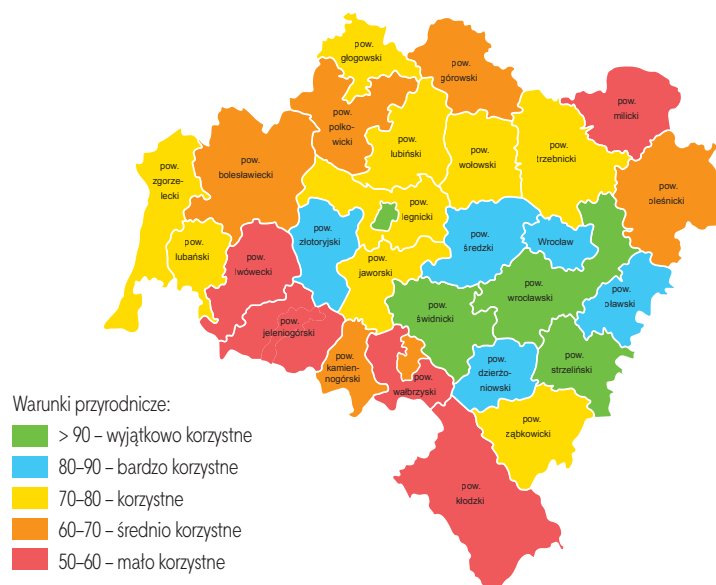 pow.
głogowski
pow.
górowski
pow.
milicki
pow.
polko-
wicki
pow.
lubiński
pow.
wołowski
pow.
trzebnicki
pow.
oleśnicki
pow.
zgorze-
lecki
pow.
bolesławiecki
pow.
legnicki
pow.
lubański
pow.
lwówecki
pow.
złotoryjski
pow.
jaworski
pow.
średzki
Wrocław
pow.
wrocławski
pow.
oławski
pow.
jeleniogórski
pow.
świdnicki
pow.
kamien-
nogórski
pow.
wałbrzyski
pow.
dzierżo-
niowski
pow.
strzeliński
pow.
ząbkowicki
pow.
kłodzki
Warunki przyrodnicze:
> 90 – wyjątkowo korzystne
80–90 – bardzo korzystne
70–80 – korzystne
60–70 – średnio korzystne
50–60 – mało korzystne